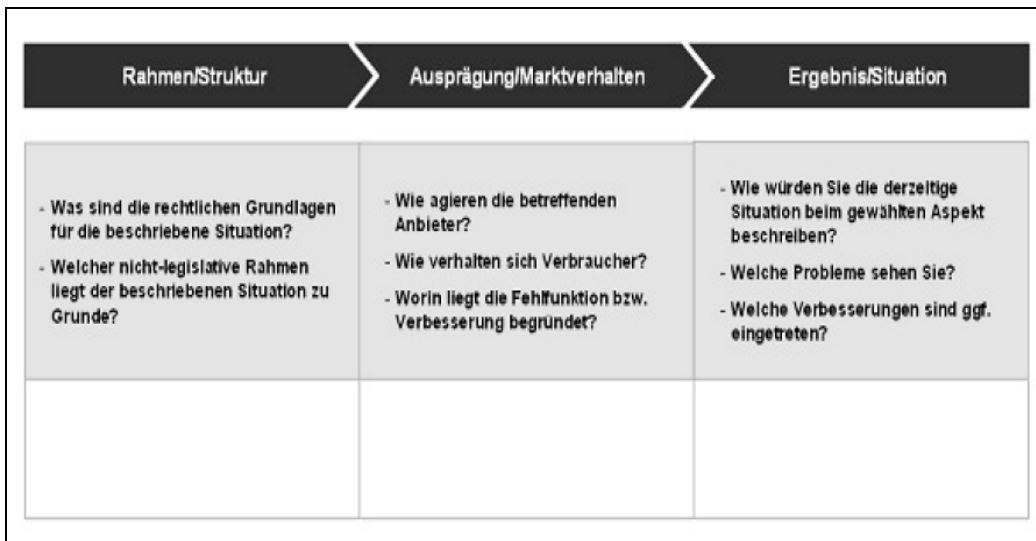 Rahmen/Struktur
Ausprägung/Marktverhalten
Ergebnis/Situation
- Was sind die rechtlichen Grundlagen
für die beschriebene Situation?
- Welcher nicht-legislative Rahmen
liegt der beschriebenen Situation zu
Grunde?
- Wie agieren die betreffenden
Anbieter?
- Wie verhalten sich Verbraucher?
- Worin liegt die Fehlfunktion bzw.
Verbesserung begründet?
- Wie würden Sie die derzeitige
Situation beim gewählten Aspekt
beschreiben?
- Welche Probleme sehen Sie?
- Welche Verbesserungen sind ggf.
eingetreten?